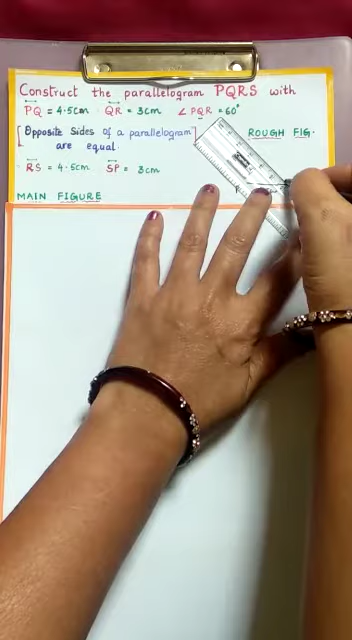 Construct the parallelogram PQRS with
PQ = 4.5cm QR = 3cm ∠PQR = 60°
[Opposite Sides of a parallelogram] ROUGH FIG.
are equal.
RS = 4.5cm SP = 3cm
MAIN FIGURE
P